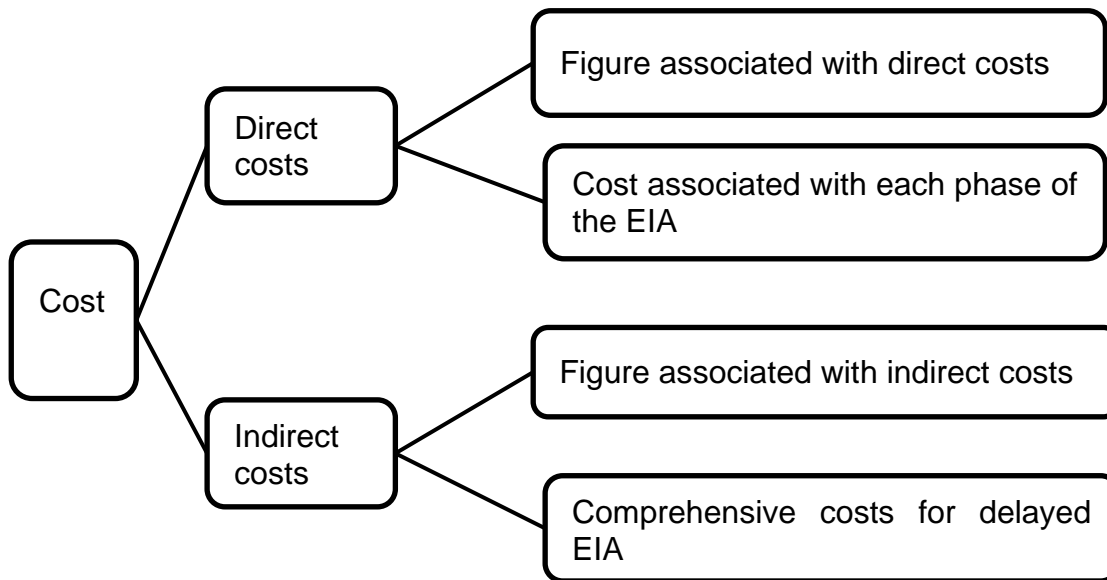 Figure associated with direct costs
Direct
costs
Cost associated with each phase of
the EIA
Cost
Figure associated with indirect costs
Indirect
costs
Comprehensive costs for delayed
EIA